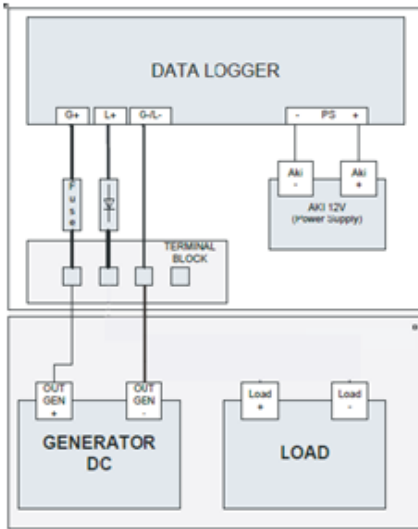 DATA LOGGER
G+ L+ G-/L- - PS +
Fuse
Aki - Aki +
AKI 12V
(Power Supply)
TERMINAL
BLOCK
OUT GEN + OUT GEN - Load + Load -
GENERATOR
DC
LOAD